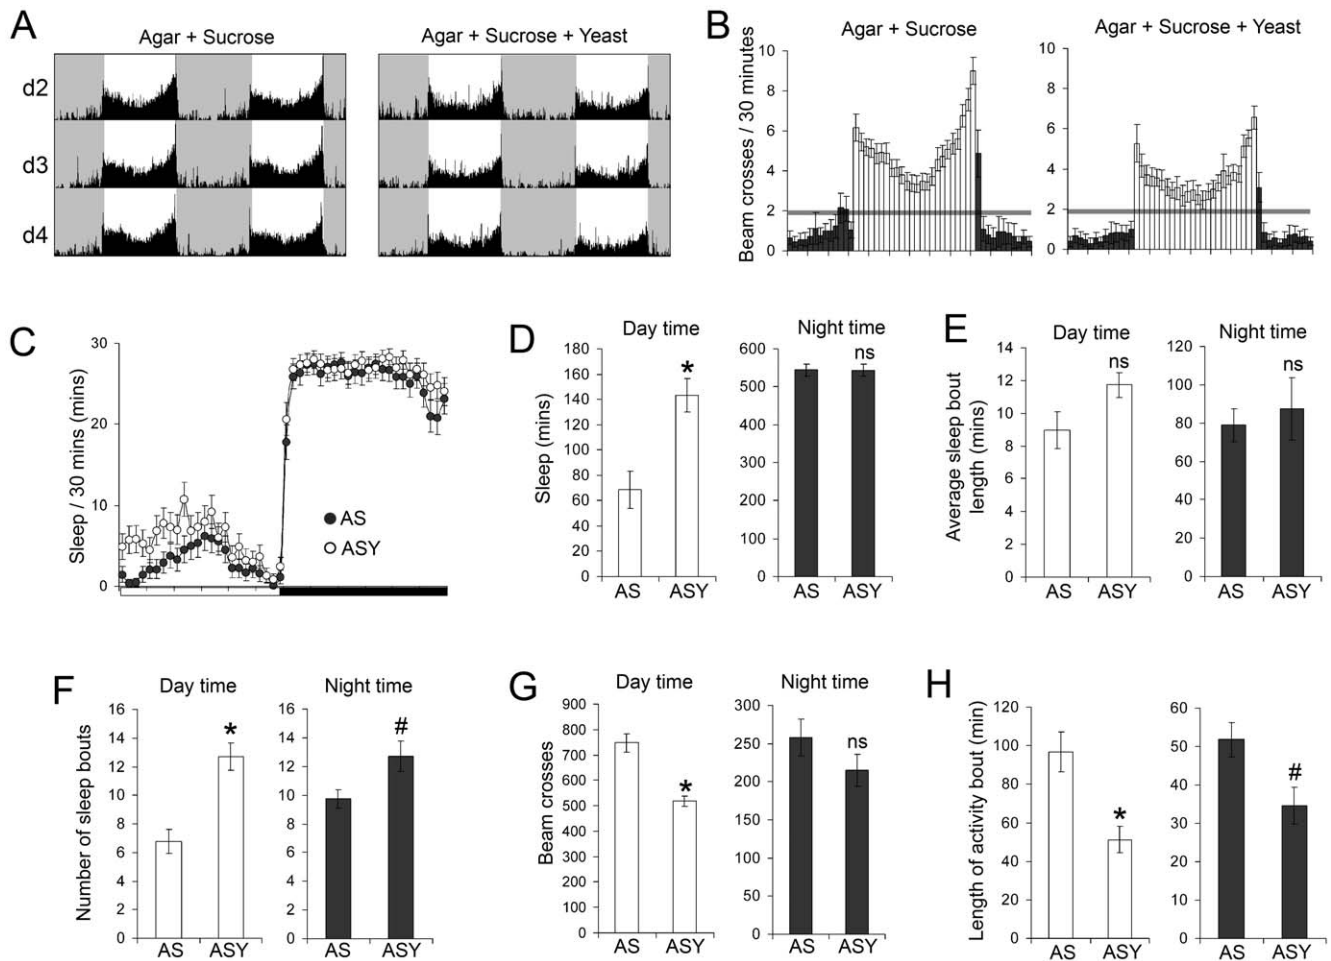 A
Agar + Sucrose
Agar + Sucrose + Yeast
d2
d3
d4
B
Agar + Sucrose
Agar + Sucrose + Yeast
Beam crosses / 30 minutes
10
8
6
4
2
0
10
8
6
4
2
0
C
Sleep / 30 mins (mins)
30
20
10
0
AS
ASY
D
Day time
Night time
Sleep (mins)
180
160
140
120
100
80
60
40
20
0
*
AS ASY
600
500
400
300
200
100
0
ns
AS ASY
E
Day time
Night time
Average sleep bout
length (mins)
14
12
10
8
6
4
2
0
ns
AS ASY
120
100
80
60
40
20
0
ns
AS ASY
F
Day time
Night time
Number of sleep bouts
16
14
12
10
8
6
4
2
0
*
AS ASY
16
14
12
10
8
6
4
2
0
#
AS ASY
G
Day time
Night time
Beam crosses
900
800
700
600
500
400
300
200
100
0
*
AS ASY
300
250
200
150
100
50
0
ns
AS ASY
H
Length of activity bout (min)
120
100
80
60
40
20
0
*
AS ASY
60
50
40
30
20
10
0
#
AS ASY